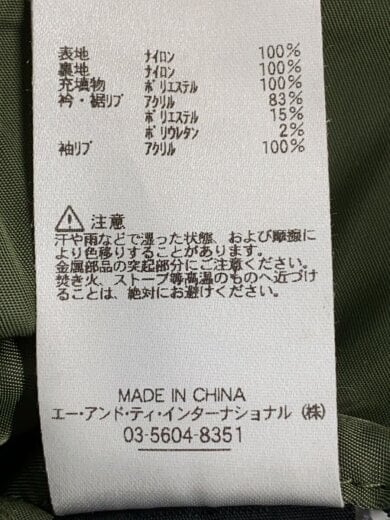 表地 ナイロン 100%
裏地 ナイロン 100%
充填物 ポリエステル 100%
衿・裾リブ アクリル 83%
ポリエステル 15%
ポリウレタン 2%
袖リブ アクリル 100%
注意
汗や雨などで湿った状態、および摩擦に
より色移りすることがあります。
金属部品の突起部分にご注意ください。
焚き火、ストーブ等高温のものへ近づけ
ることは、絶対にお避けください。
MADE IN CHINA
エー・アンド・ティ・インターナショナル(株)
03-5604-8351